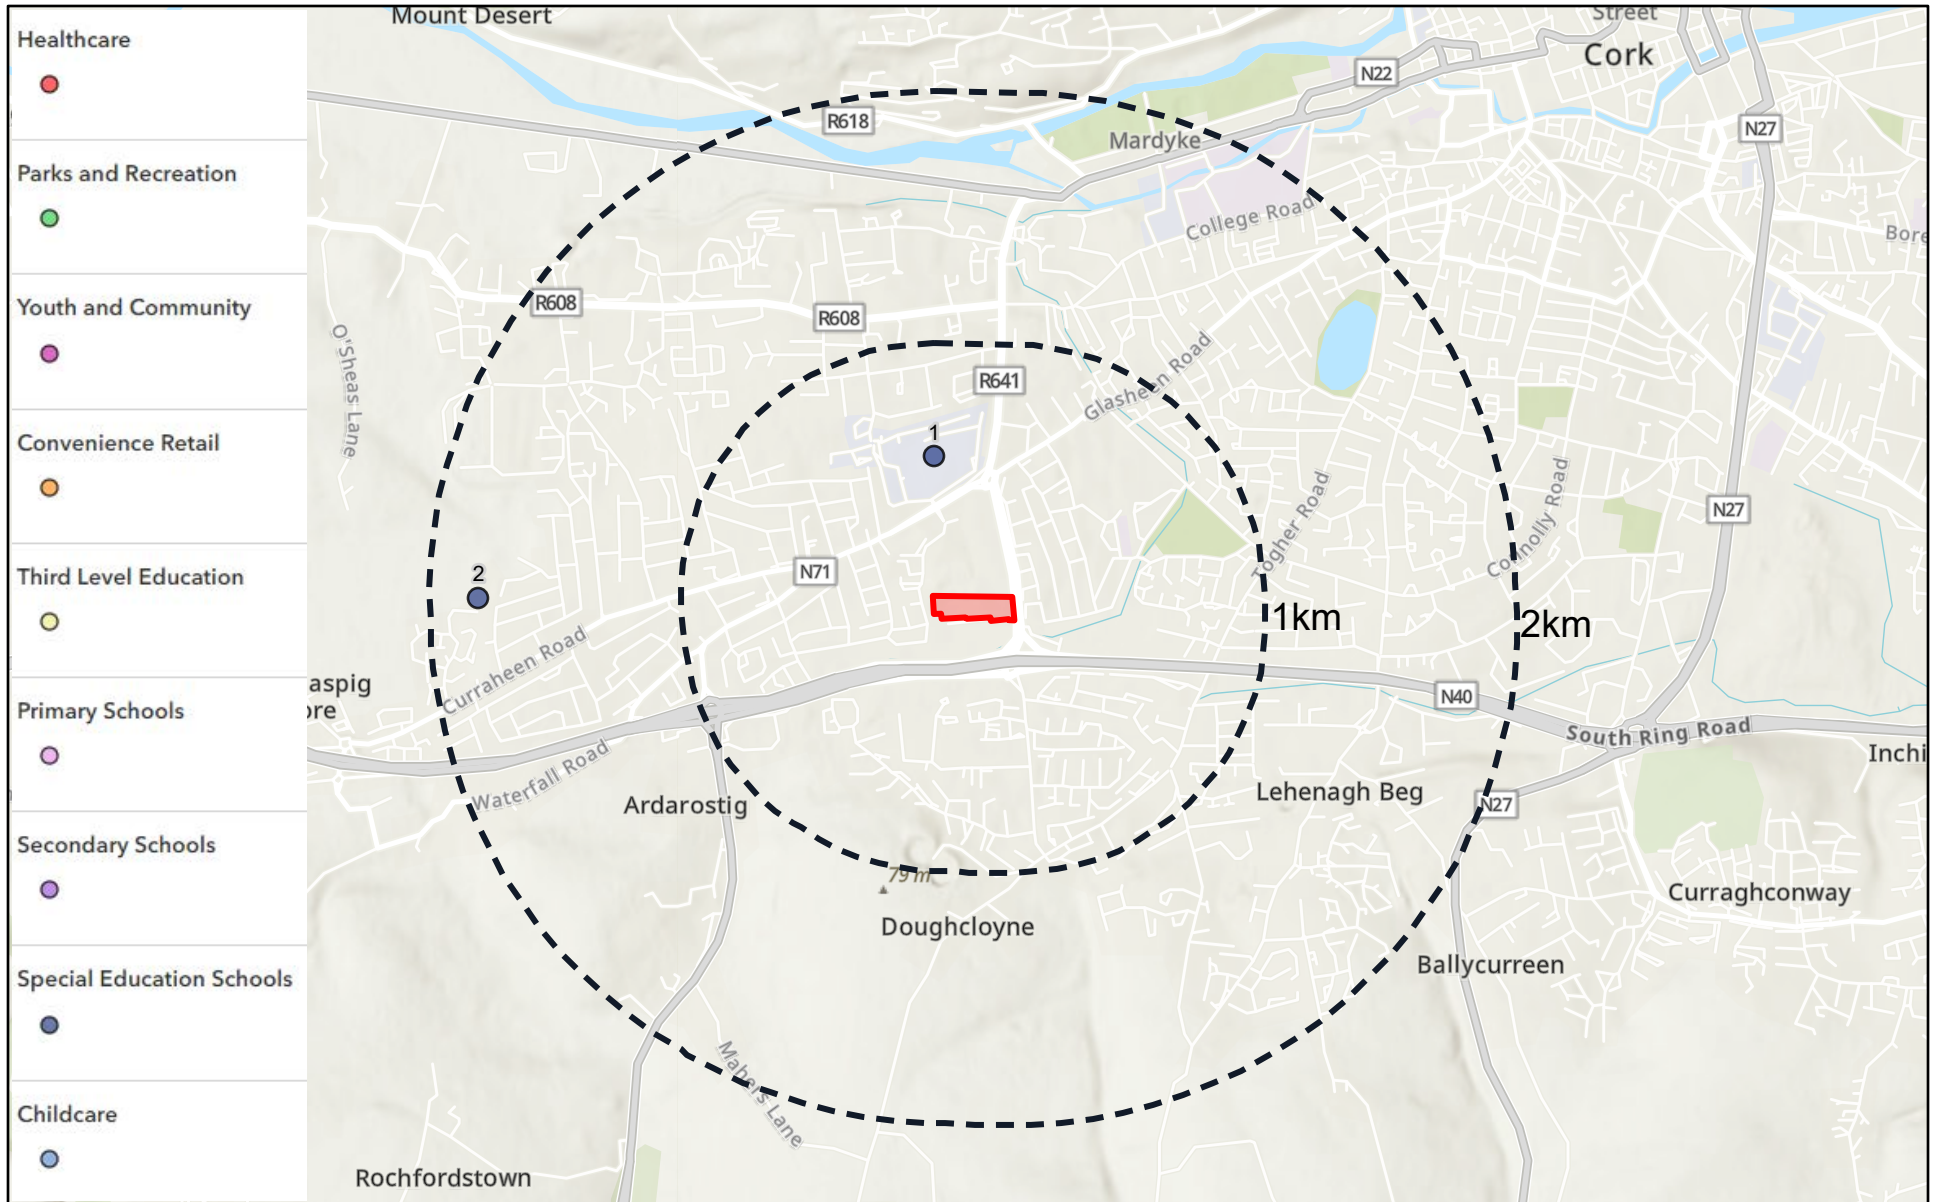 Healthcare
Parks and Recreation
Youth and Community
Convenience Retail
Third Level Education
Primary Schools
Secondary Schools
Special Education Schools
Childcare
Mount Desert
Street
Cork
N22
R618
Mardyke
N27
College Road
Bore
R608
R608
O'Sheas Lane
R641
Glasheen Road
1
Togher Road
Connolly Road
N27
N71
2
1km
2km
Curraheen Road
aspig
ore
N40
South Ring Road
Inchi
Waterfall Road
Ardarostig
Lehenagh Beg
N27
79 m
Doughcloyne
Curraghconway
Ballycurreen
Mahers Lane
Rochfordstown